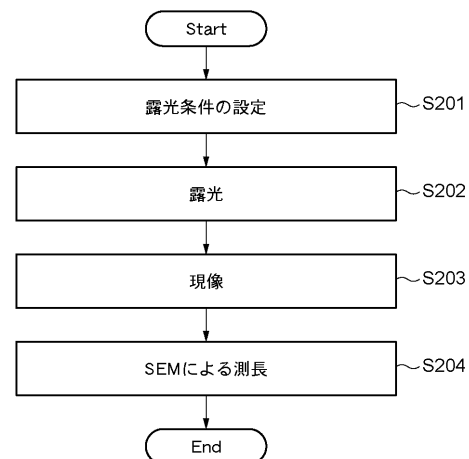 Start
露光条件の設定
S201
露光
S202
現像
S203
SEMによる測長
S204
End